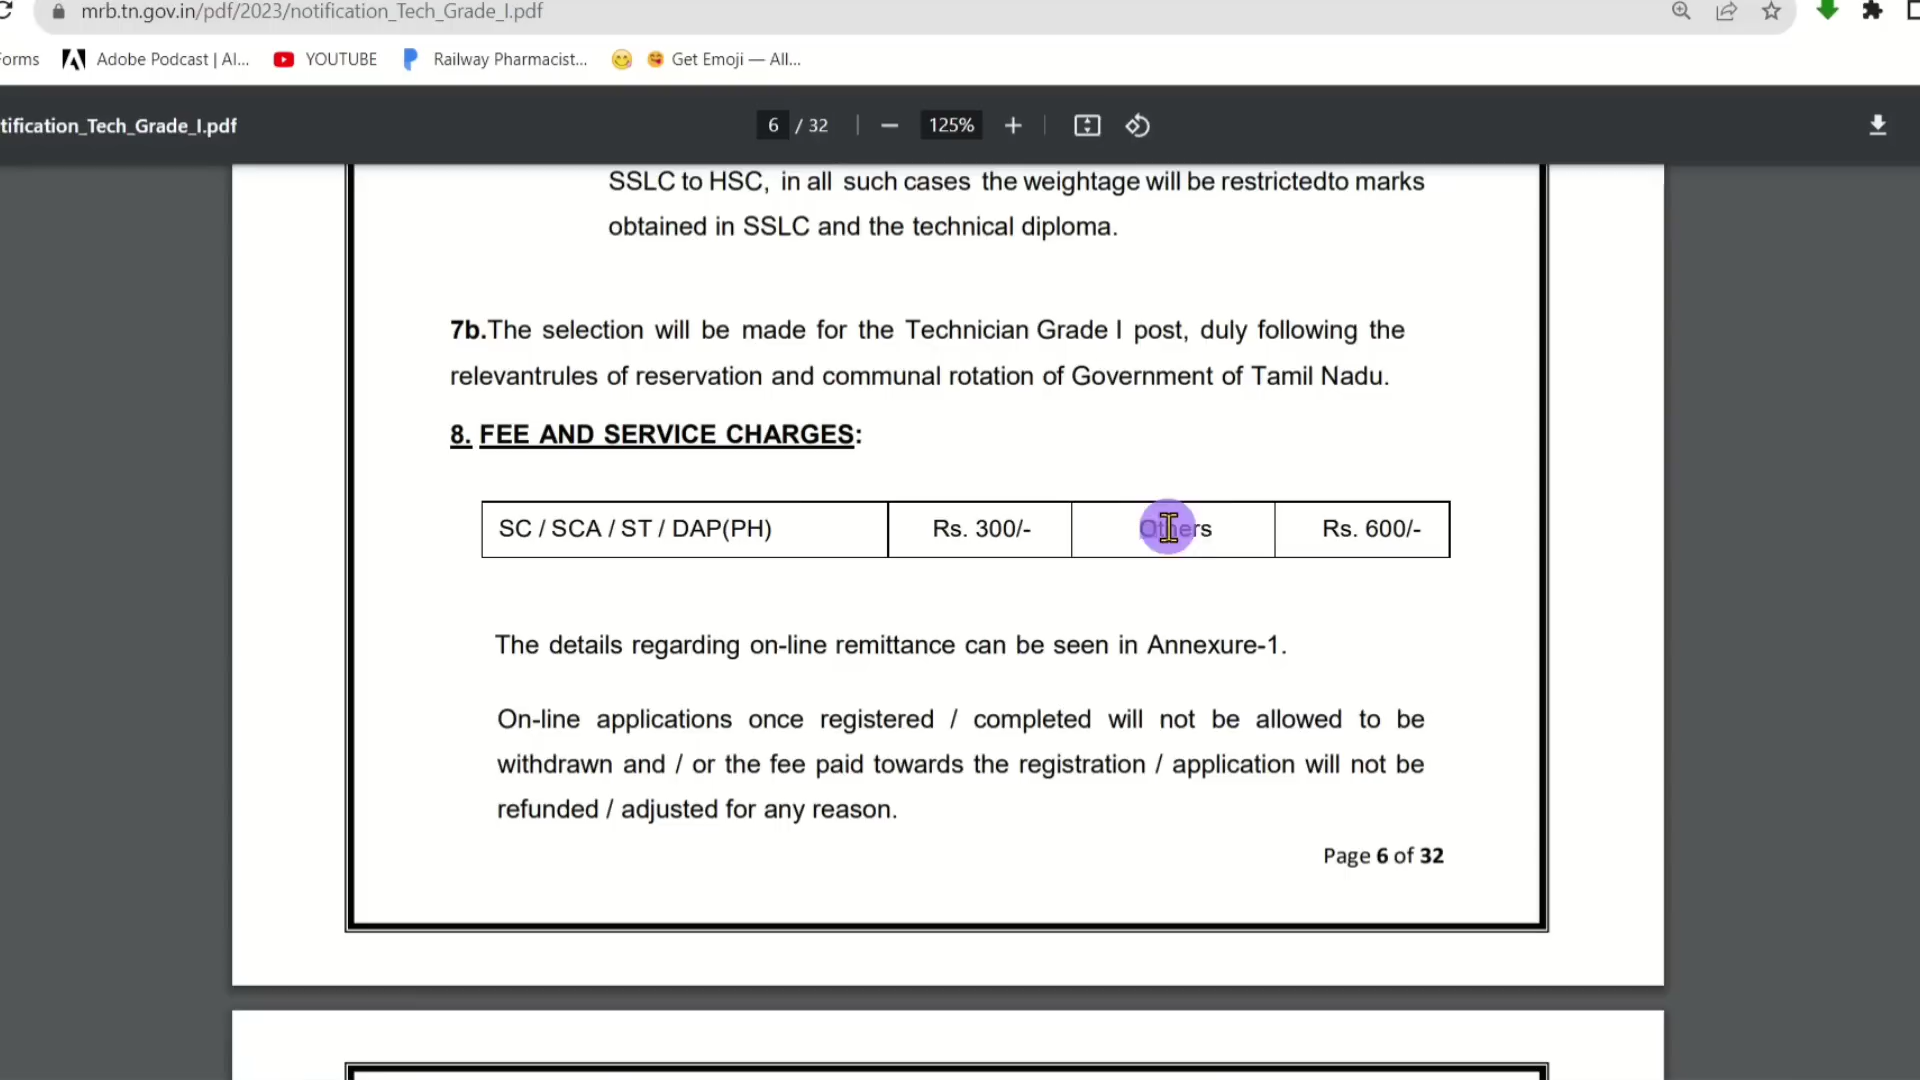 mrb.tn.gov.in/pdf/2023/notification_Tech_Grade_I.pdf
orms Adobe Podcast | AI... YOUTUBE Railway Pharmacist... Get Emoji — All...
tification_Tech_Grade_I.pdf 6 / 32 125%
SSLC to HSC, in all such cases the weightage will be restrictedto marks
obtained in SSLC and the technical diploma.
7b.The selection will be made for the Technician Grade I post, duly following the
relevantrules of reservation and communal rotation of Government of Tamil Nadu.
8. FEE AND SERVICE CHARGES:
SC / SCA / ST / DAP(PH) Rs. 300/- Others Rs. 600/-
The details regarding on-line remittance can be seen in Annexure-1.
On-line applications once registered / completed will not be allowed to be
withdrawn and / or the fee paid towards the registration / application will not be
refunded / adjusted for any reason.
Page 6 of 32